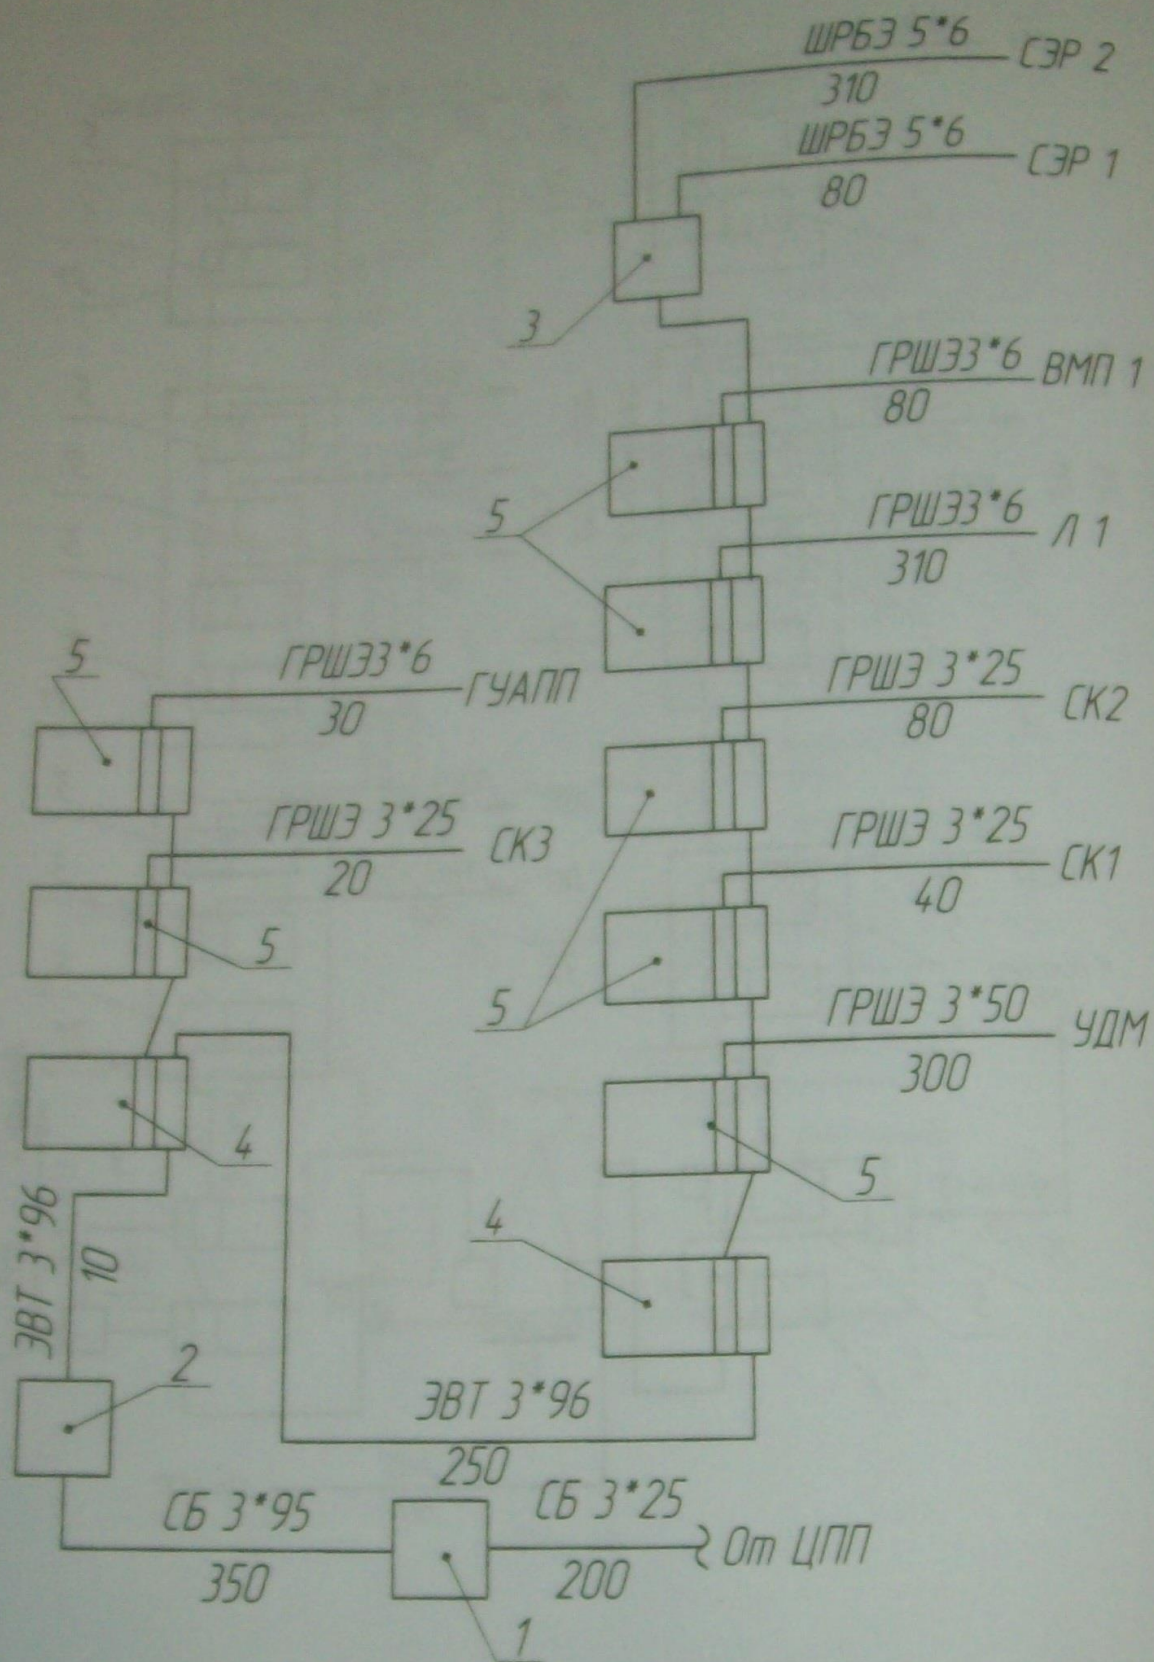 ШРБЭ 5*6
СЭР 2
310
ШРБЭ 5*6
СЭР 1
80
3
ГРШЭ3*6
ВМП 1
80
5
ГРШЭ3*6
Л 1
310
5
ГРШЭ3*6
ГУАПП
30
ГРШЭ 3*25
СК2
80
ГРШЭ 3*25
СК3
20
5
ГРШЭ 3*25
СК1
40
5
ГРШЭ 3*50
УДМ
300
4
5
4
ЭВТ 3*96
10
2
ЭВТ 3*96
250
СБ 3*95
350
СБ 3*25
От ЦПП
200
1